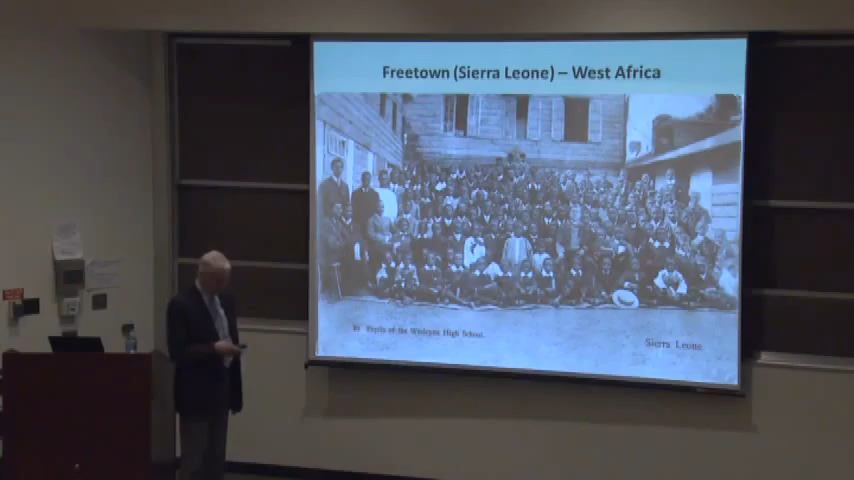 Freetown (Sierra Leone) – West Africa
Pupils of the Wesleyan High School.
Sierra Leone